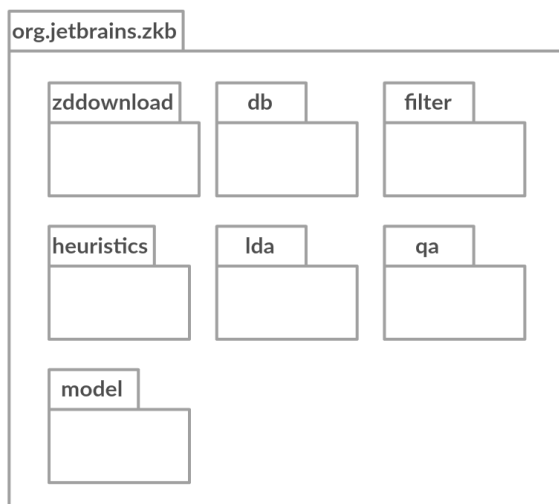 org.jetbrains.zkb
zddownload
db
filter
heuristics
lda
qa
model